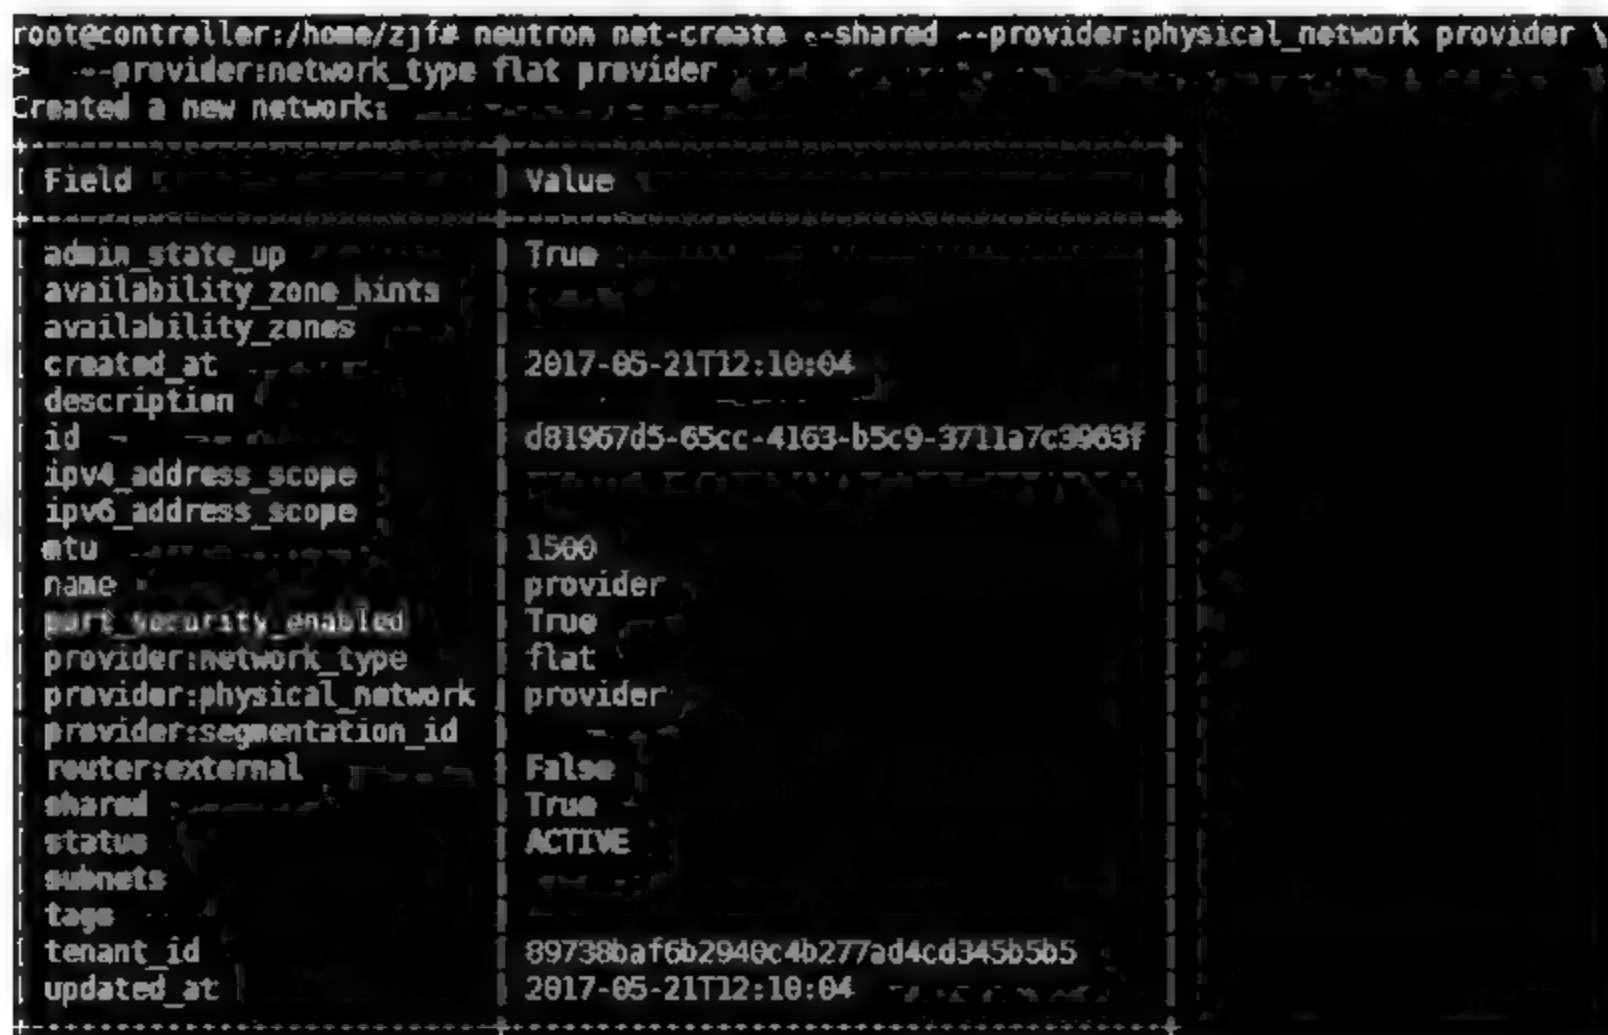 root@controller:/home/zjf# neutron net-create --shared --provider:physical_network provider \
> --provider:network_type flat provider
Created a new network:
+---------------------------+--------------------------------------+
| Field | Value |
+---------------------------+--------------------------------------+
| admin_state_up | True |
| availability_zone_hints | |
| availability_zones | |
| created_at | 2017-05-21T12:10:04 |
| description | |
| id | d81967d5-65cc-4163-b5c9-3711a7c3963f |
| ipv4_address_scope | |
| ipv6_address_scope | |
| mtu | 1500 |
| name | provider |
| port_security_enabled | True |
| provider:network_type | flat |
| provider:physical_network | provider |
| provider:segmentation_id | |
| router:external | False |
| shared | True |
| status | ACTIVE |
| subnets | |
| tags | |
| tenant_id | 89738baf6b2940c4b277ad4cd345b5b5 |
| updated_at | 2017-05-21T12:10:04 |
+---------------------------+--------------------------------------+